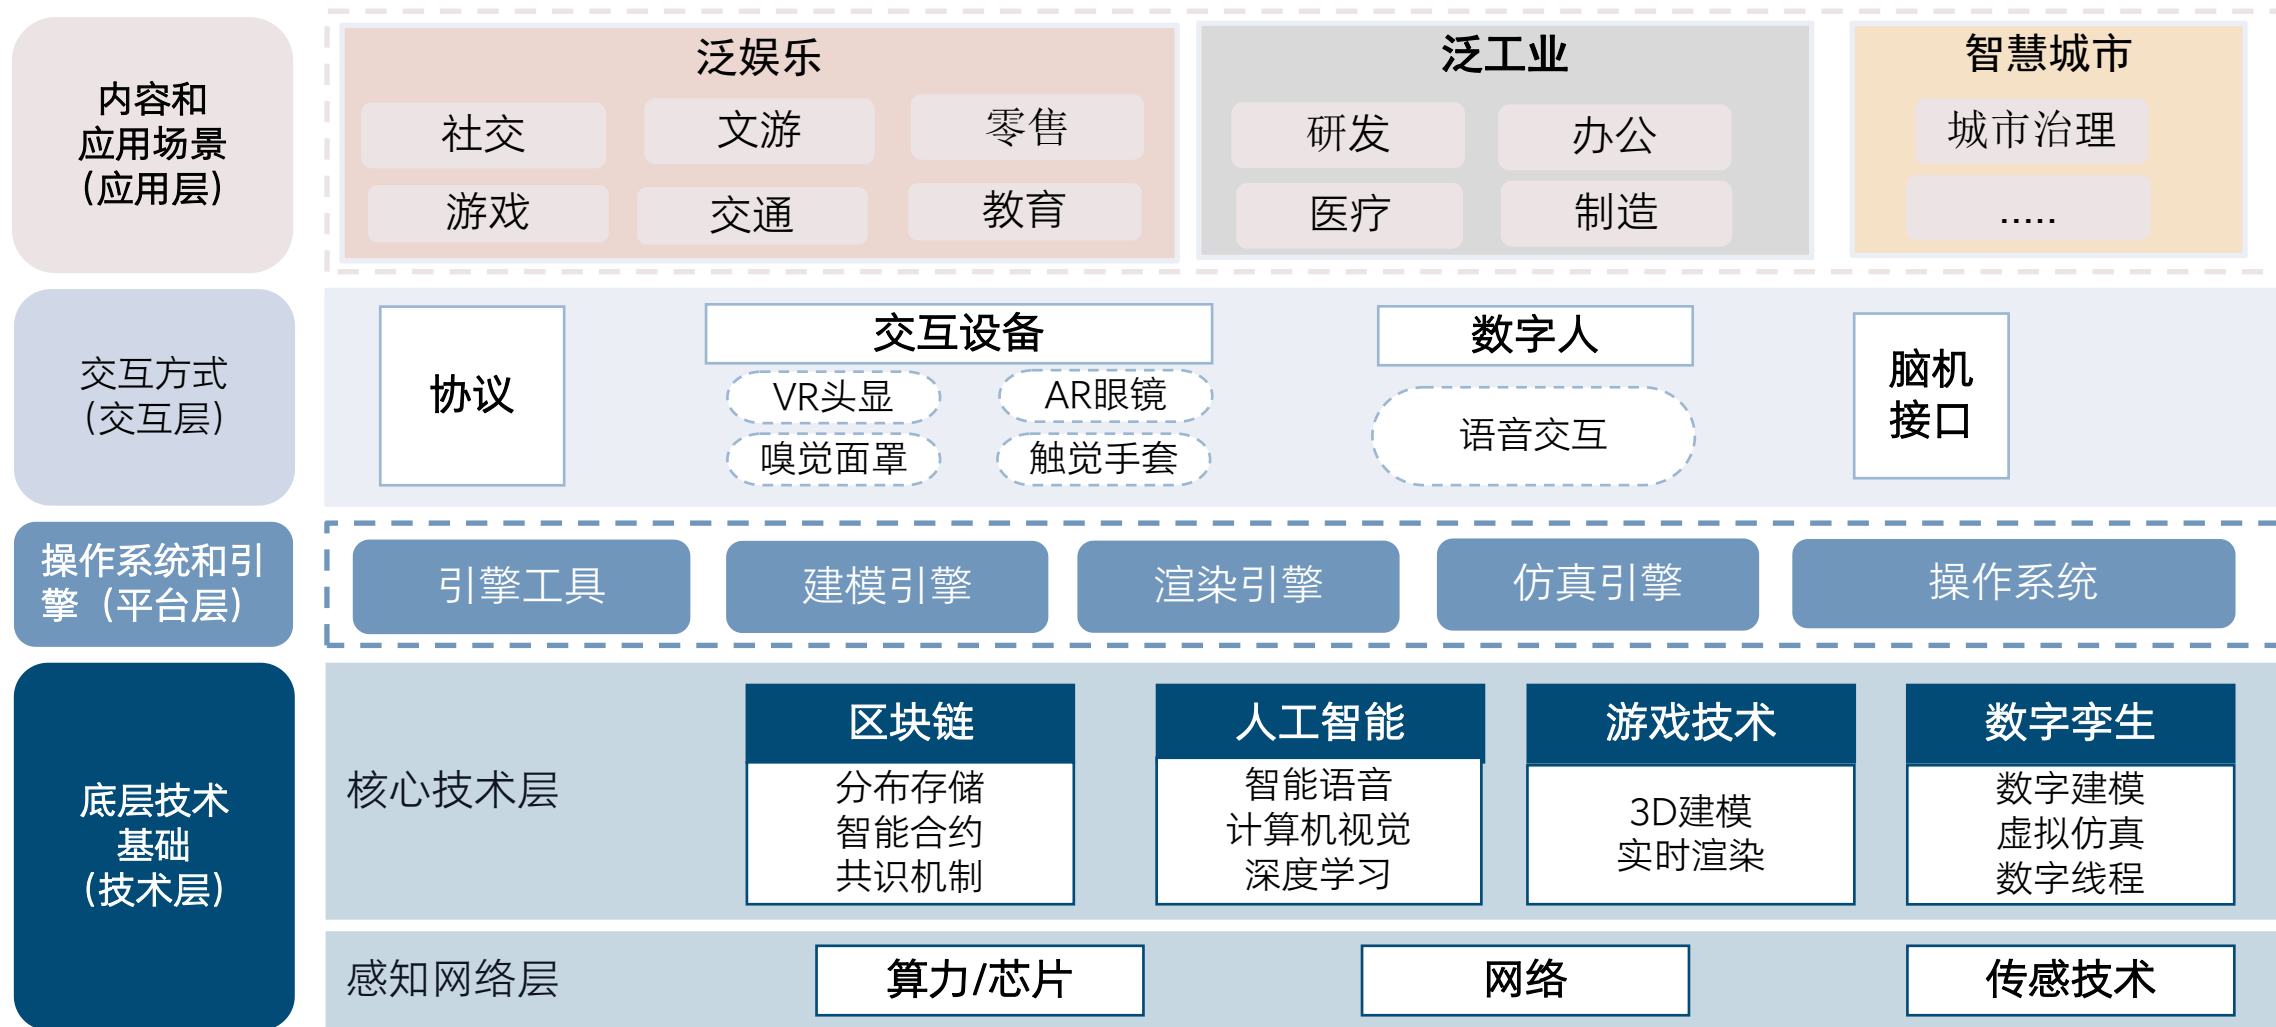 内容和
应用场景
（应用层）
泛娱乐
社交
文游
零售
游戏
交通
教育
泛工业
研发
办公
医疗
制造
智慧城市
城市治理
.....
交互方式
（交互层）
协议
交互设备
VR头显
AR眼镜
嗅觉面罩
触觉手套
数字人
语音交互
脑机
接口
操作系统和引
擎（平台层）
引擎工具
建模引擎
渲染引擎
仿真引擎
操作系统
底层技术
基础
（技术层）
核心技术层
区块链
分布存储
智能合约
共识机制
人工智能
智能语音
计算机视觉
深度学习
游戏技术
3D建模
实时渲染
数字孪生
数字建模
虚拟仿真
数字线程
感知网络层
算力/芯片
网络
传感技术